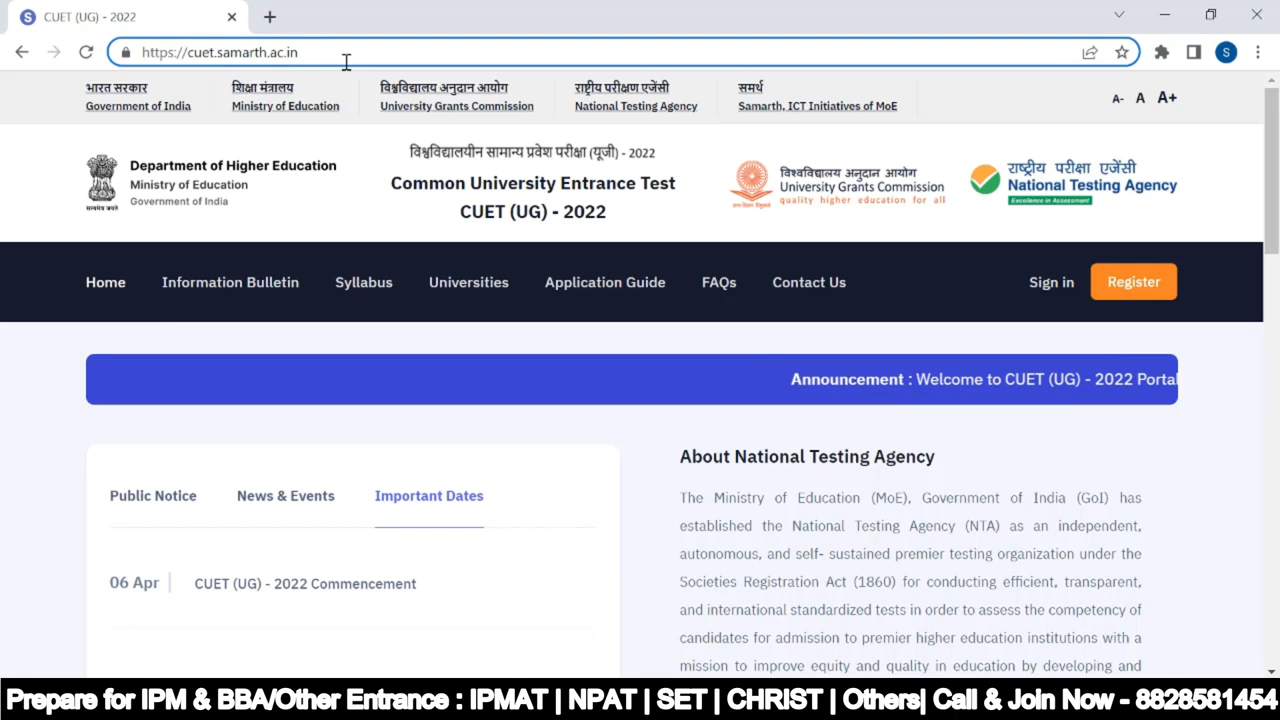 CUET (UG) - 2022
https://cuet.samarth.ac.in
S
भारत सरकार
Government of India
शिक्षा मंत्रालय
Ministry of Education
विश्वविद्यालय अनुदान आयोग
University Grants Commission
राष्ट्रीय परीक्षण एजेंसी
National Testing Agency
समर्थ
Samarth, ICT Initiatives of MoE
A- A A+
सत्यमेव जयते
Department of Higher Education
Ministry of Education
Government of India
विश्वविद्यालयीन सामान्य प्रवेश परीक्षा (यूजी) - 2022
Common University Entrance Test
CUET (UG) - 2022
विश्वविद्यालय अनुदान आयोग
University Grants Commission
quality higher education for all
राष्ट्रीय परीक्षा एजेंसी
National Testing Agency
Excellence in Assessment
Home Information Bulletin Syllabus Universities Application Guide FAQs Contact Us Sign in Register
Announcement : Welcome to CUET (UG) - 2022 Portal
Public Notice News & Events Important Dates
06 Apr CUET (UG) - 2022 Commencement
About National Testing Agency
The Ministry of Education (MoE), Government of India (GoI) has
established the National Testing Agency (NTA) as an independent,
autonomous, and self- sustained premier testing organization under the
Societies Registration Act (1860) for conducting efficient, transparent,
and international standardized tests in order to assess the competency of
candidates for admission to premier higher education institutions with a
mission to improve equity and quality in education by developing and
Prepare for IPM & BBA/Other Entrance : IPMAT | NPAT | SET | CHRIST | Others| Call & Join Now - 8828581454